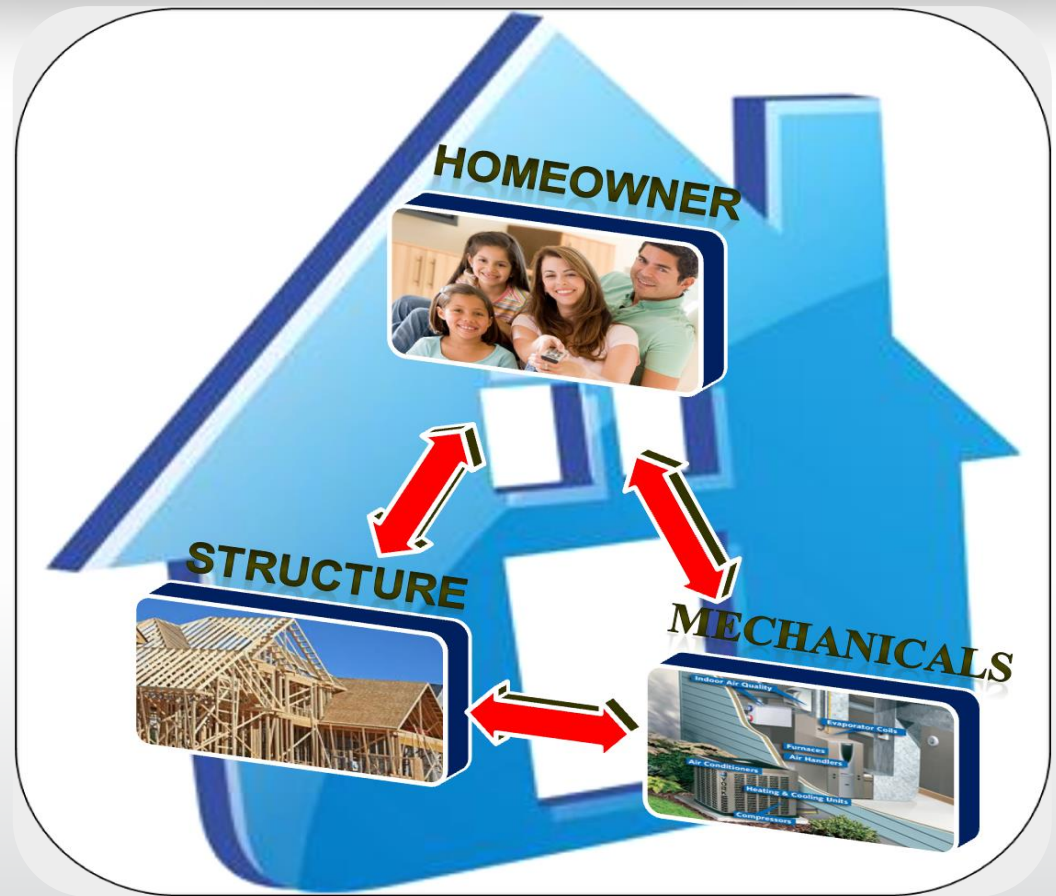 HOMEOWNER
STRUCTURE
MECHANICALS
Indoor Air Quality
Evaporator Coils
Furnaces
Air Handlers
Air Conditioners
Heating & Cooling Units
Compressors